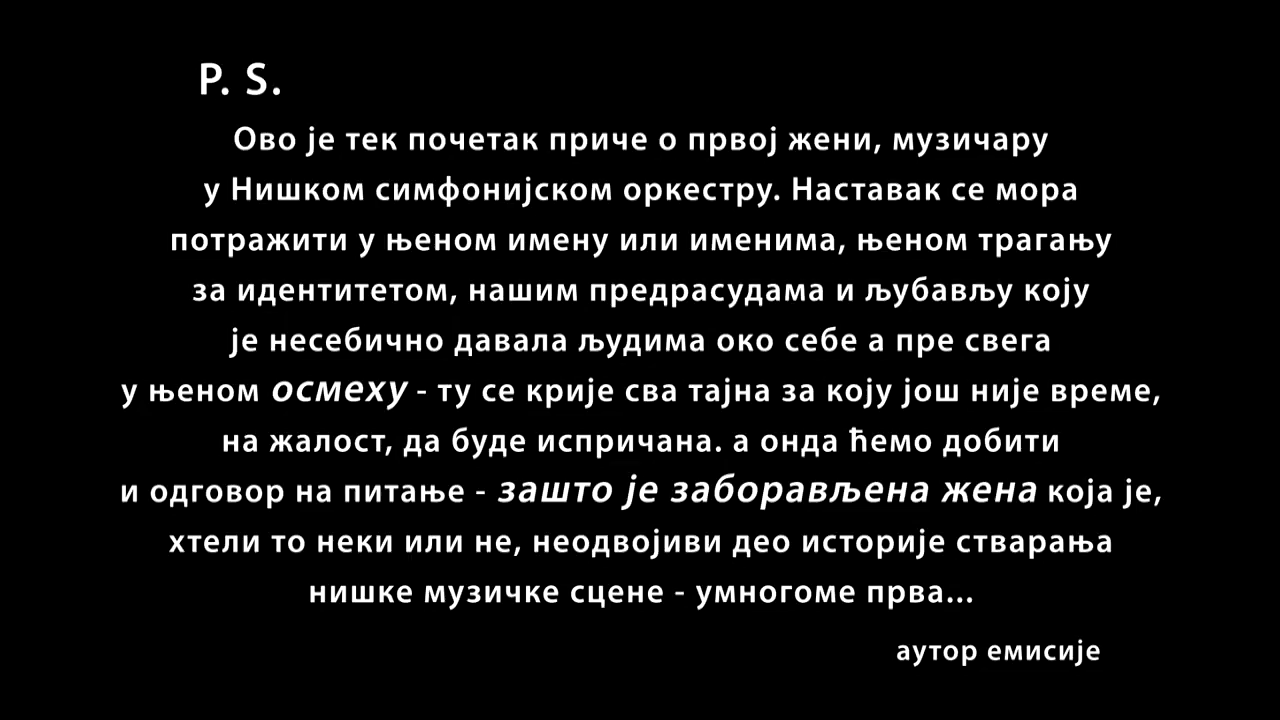 P. S.
Ово је тек почетак приче о првој жени, музичару
у Нишком симфонијском оркестру. Наставак се мора
потражити у њеном имену или именима, њеном трагању
за идентитетом, нашим предрасудама и љубављу коју
је несебично давала људима око себе а пре свега
у њеном осмеху - ту се крије сва тајна за коју још није време,
на жалост, да буде испричана. а онда ћемо добити
и одговор на питање - зашто је заборављена жена која је,
хтели то неки или не, неодвојиви део историје стварања
нишке музичке сцене - умногоме прва...
аутор емисије